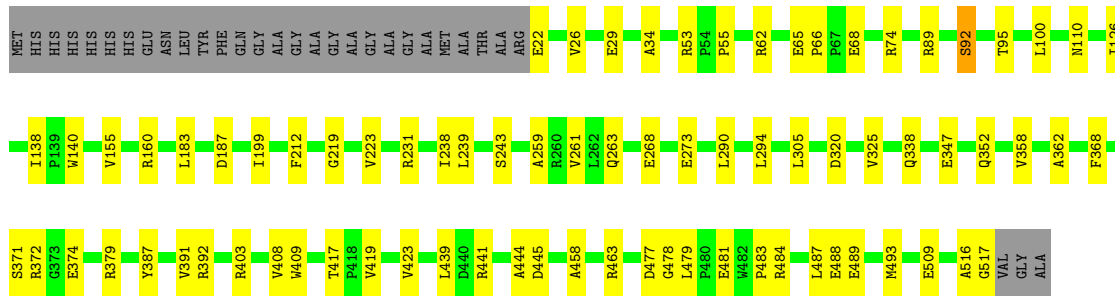 MET HIS HIS HIS HIS HIS HIS GLU ASN LEU TYR PHE GLN GLY ALA GLY ALA GLY ALA GLY ALA GLY ALA MET ALA THR ALA ARG E22 V26 E29 A34 R53 P54 P55 R62 E65 P66 P67 E68 R74 R89 S92 T95 L100 N110 I126
I138 P139 W140 V155 R160 L183 D187 I199 F212 G219 V223 R231 I238 L239 S243 A259 R260 V261 L262 Q263 E268 E273 L290 L294 L305 D320 V325 Q338 E347 Q352 V358 A362 F368
S371 R372 G373 E374 R379 Y387 V391 R392 R403 V408 W409 T417 P418 V419 V423 L439 D440 R441 A444 D445 A458 R463 D477 G478 L479 P480 E481 W482 P483 R484 L487 E488 E489 M493 E509 A516 G517 VAL GLY ALA